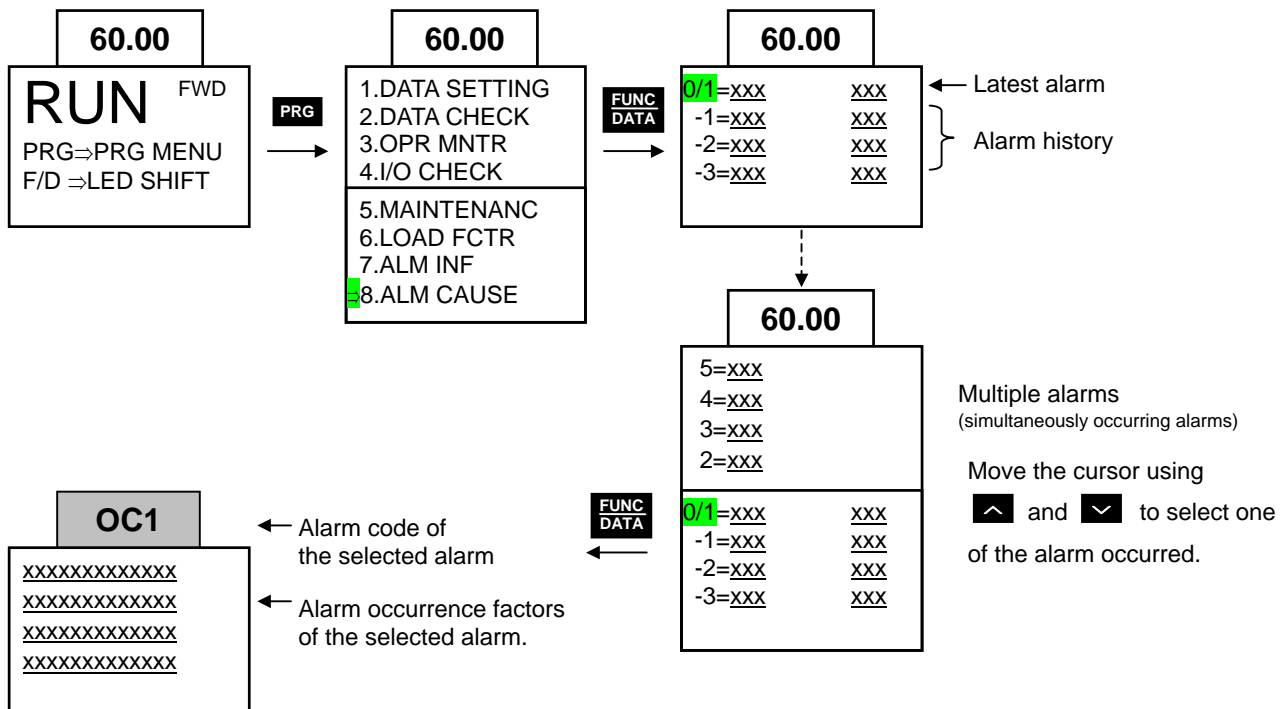 60.00
RUN FWD
PRG⇒PRG MENU
F/D ⇒LED SHIFT
PRG
60.00
1.DATA SETTING
2.DATA CHECK
3.OPR MNTR
4.I/O CHECK
5.MAINTENANC
6.LOAD FCTR
7.ALM INF
⇒8.ALM CAUSE
FUNC
DATA
60.00
0/1=xxx xxx
-1=xxx xxx
-2=xxx xxx
-3=xxx xxx
Latest alarm
Alarm history
60.00
5=xxx
4=xxx
3=xxx
2=xxx
0/1=xxx xxx
-1=xxx xxx
-2=xxx xxx
-3=xxx xxx
Multiple alarms
(simultaneously occurring alarms)
Move the cursor using
∧ and ∨ to select one
of the alarm occurred.
FUNC
DATA
OC1
xxxxxxxxxxxxx
xxxxxxxxxxxxx
xxxxxxxxxxxxx
xxxxxxxxxxxxx
Alarm code of
the selected alarm
Alarm occurrence factors
of the selected alarm.